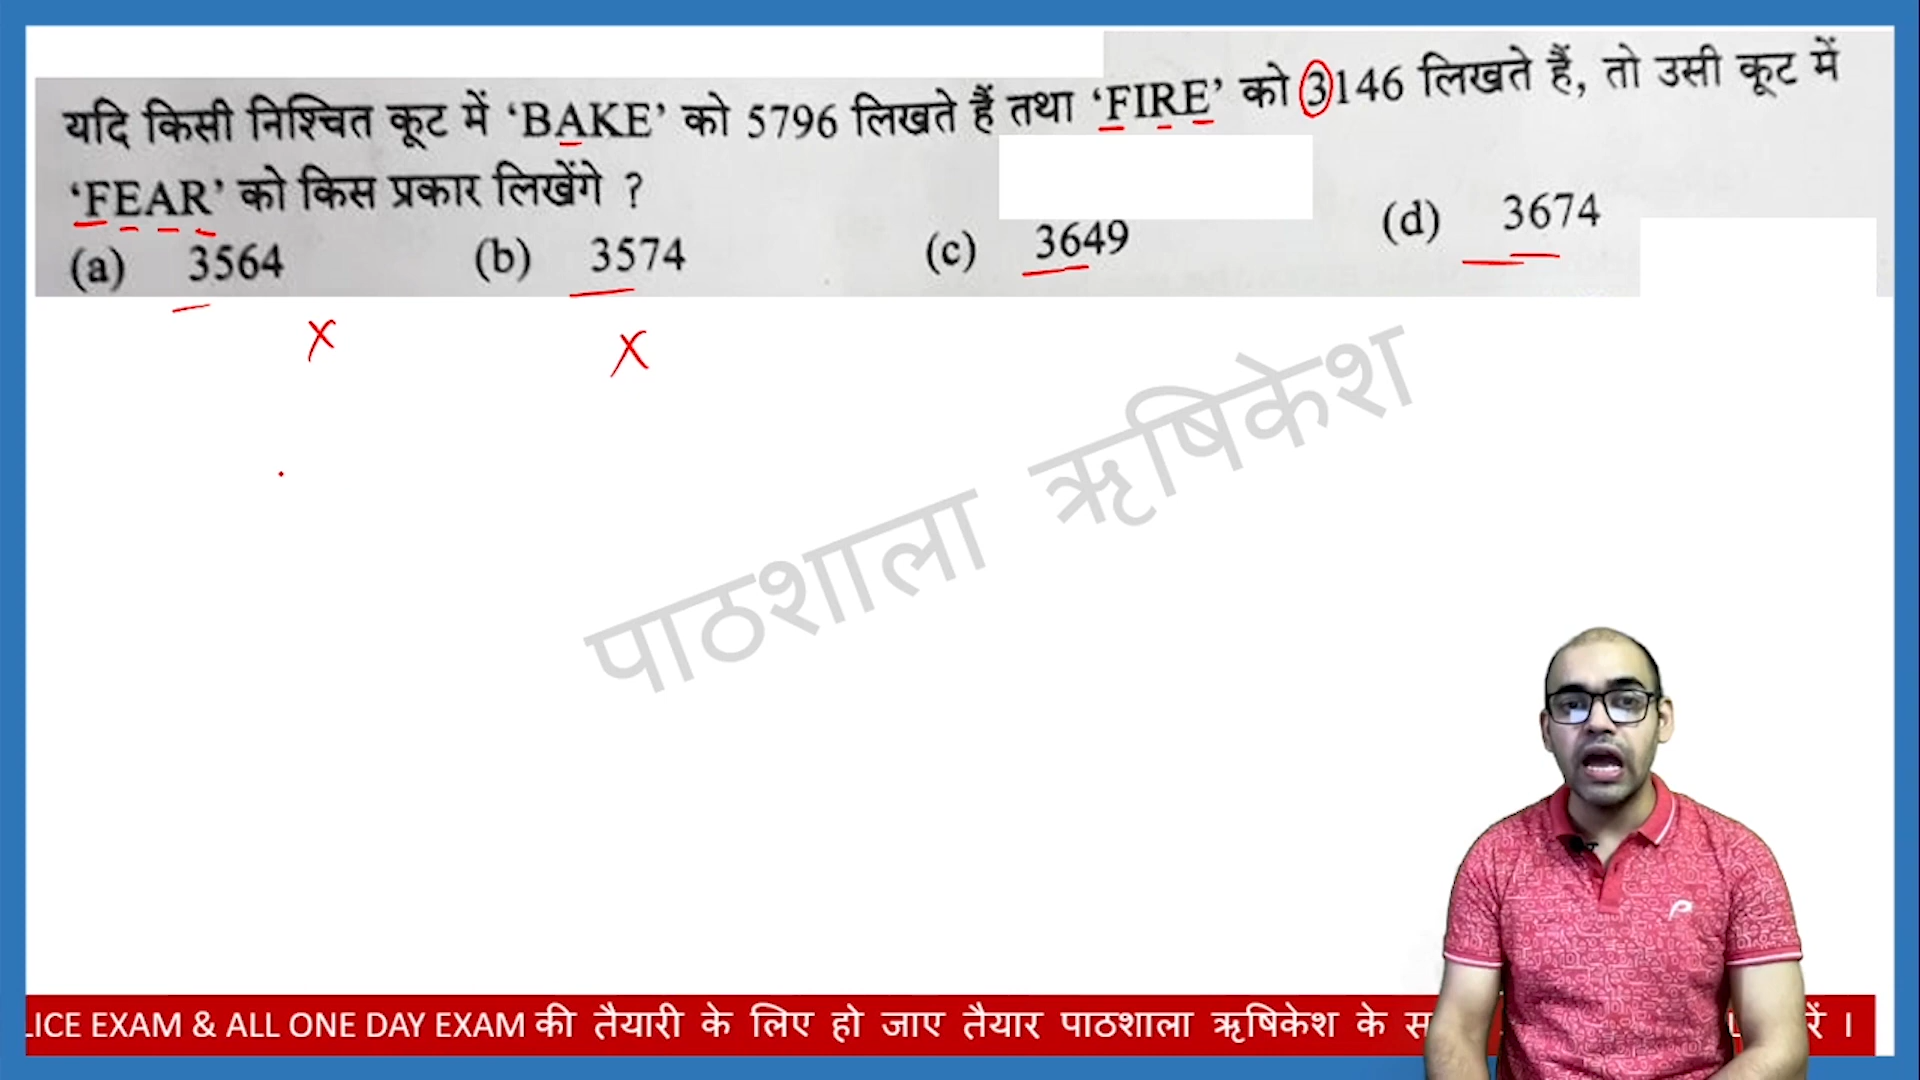 यदि किसी निश्चित कूट में ‘BAKE’ को 5796 लिखते हैं तथा ‘FIRE’ को 3146 लिखते हैं, तो उसी कूट में
‘FEAR’ को किस प्रकार लिखेंगे ?
(a) 3564 (b) 3574 (c) 3649 (d) 3674
X X
पाठशाला ऋषिकेश
LICE EXAM & ALL ONE DAY EXAM की तैयारी के लिए हो जाए तैयार पाठशाला ऋषिकेश के